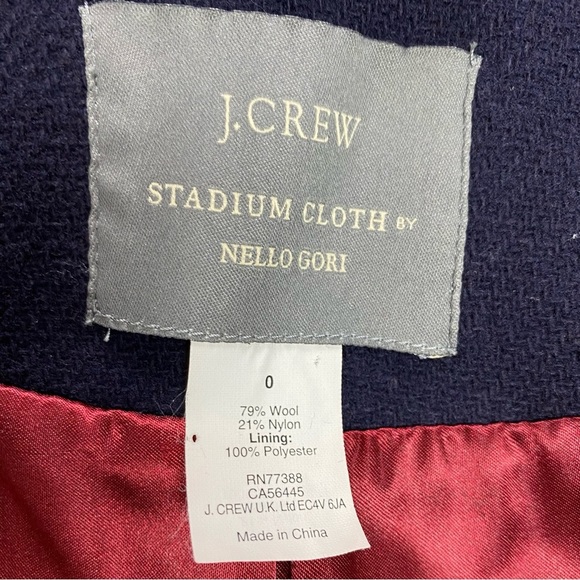 J.CREW
STADIUM CLOTH BY
NELLO GORI
0
79% Wool
21% Nylon
Lining:
100% Polyester
RN77388
CA56445
J. CREW U.K. Ltd EC4V 6JA
Made in China